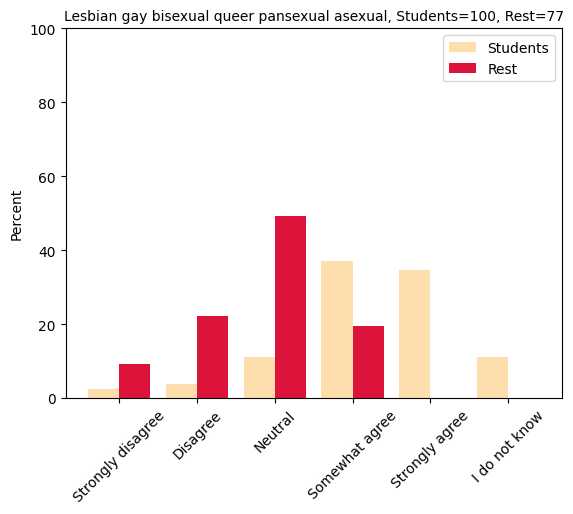 Lesbian gay bisexual queer pansexual asexual, Students=100, Rest=77
100
80
60
40
20
0
Percent
Students
Rest
Strongly disagree
Disagree
Neutral
Somewhat agree
Strongly agree
I do not know